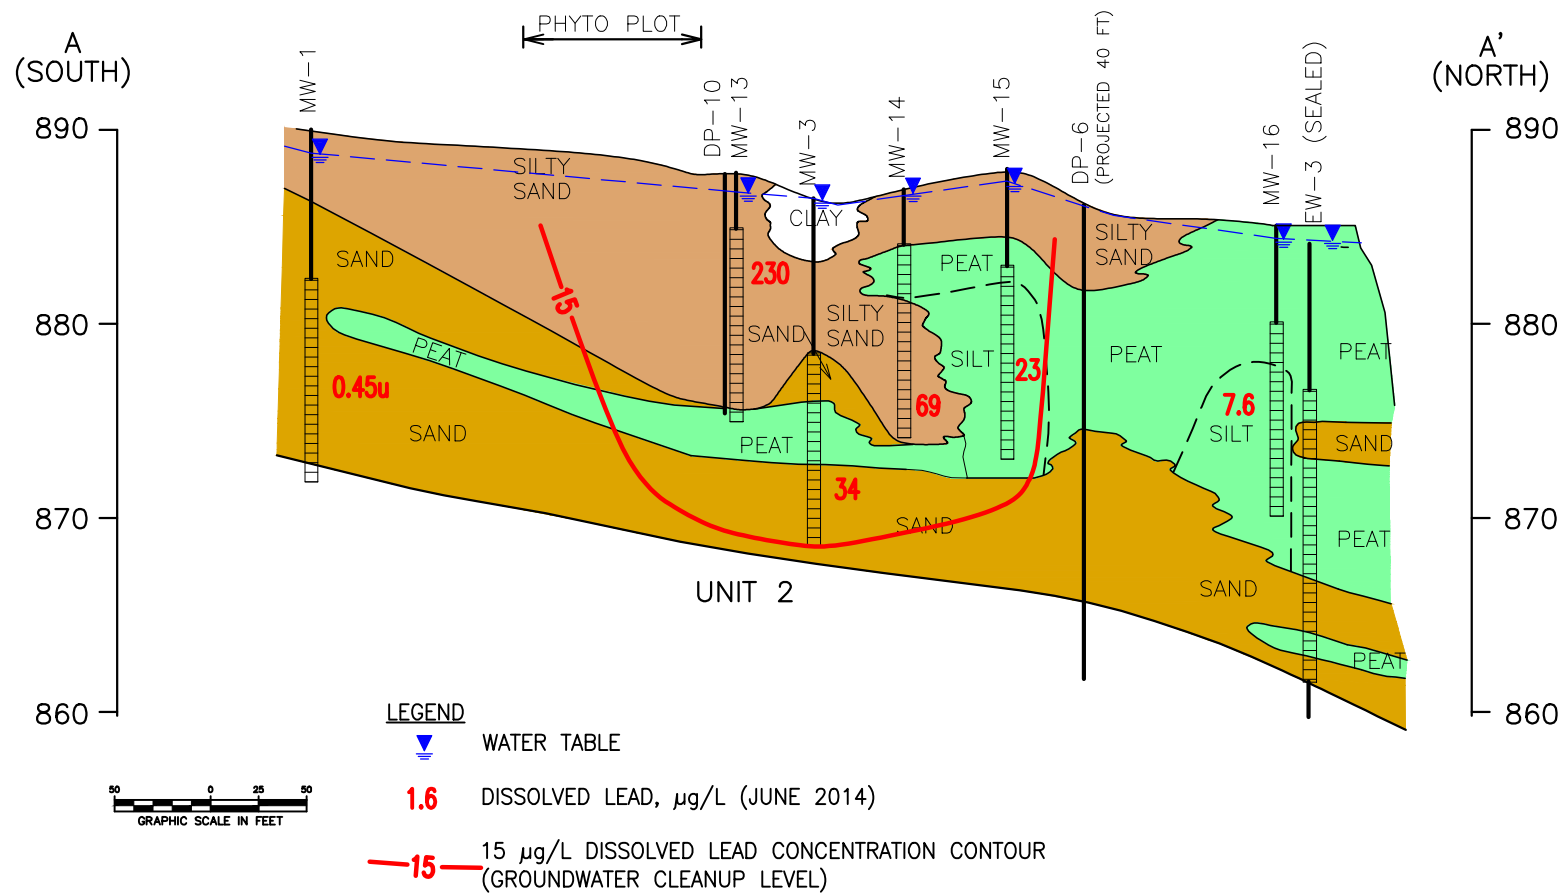 PHYTO PLOT
A
(SOUTH)
A'
(NORTH)
MW-1
DP-10
MW-13
MW-3
MW-14
MW-15
DP-6
(PROJECTED 40 FT)
MW-16
EW-3 (SEALED)
890
890
880
880
870
870
860
860
SILTY
SAND
CLAY
SILTY
SAND
SAND
PEAT
230
15
SAND
SILTY
SAND
PEAT
SILT
23
PEAT
PEAT
0.45u
69
7.6
SILT
SAND
PEAT
SAND
34
SAND
PEAT
SAND
PEAT
UNIT 2
LEGEND
WATER TABLE
1.6 DISSOLVED LEAD, µg/L (JUNE 2014)
15 15 µg/L DISSOLVED LEAD CONCENTRATION CONTOUR
(GROUNDWATER CLEANUP LEVEL)
50 0 25 50
GRAPHIC SCALE IN FEET